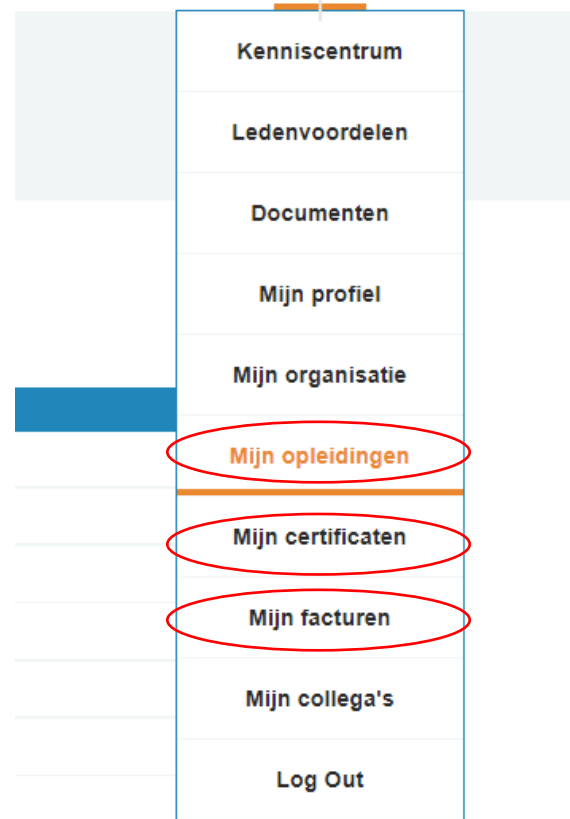 Kenniscentrum
Ledenvoordelen
Documenten
Mijn profiel
Mijn organisatie
Mijn opleidingen
Mijn certificaten
Mijn facturen
Mijn collega's
Log Out